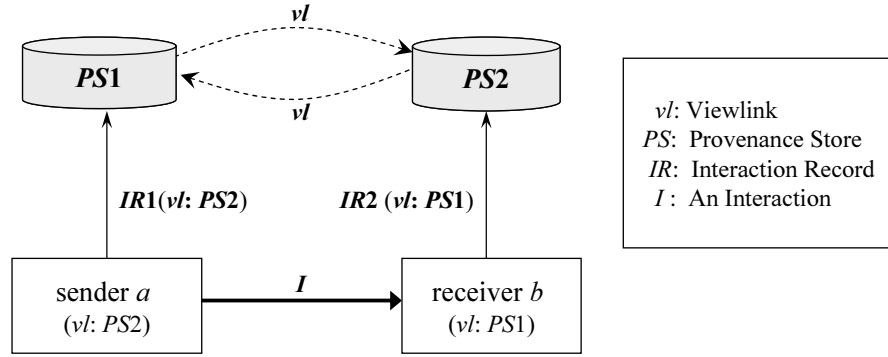 vl
PS1
PS2
vl
IR1(vl: PS2)
IR2 (vl: PS1)
sender a
(vl: PS2)
I
receiver b
(vl: PS1)
vl: Viewlink
PS: Provenance Store
IR: Interaction Record
I : An Interaction